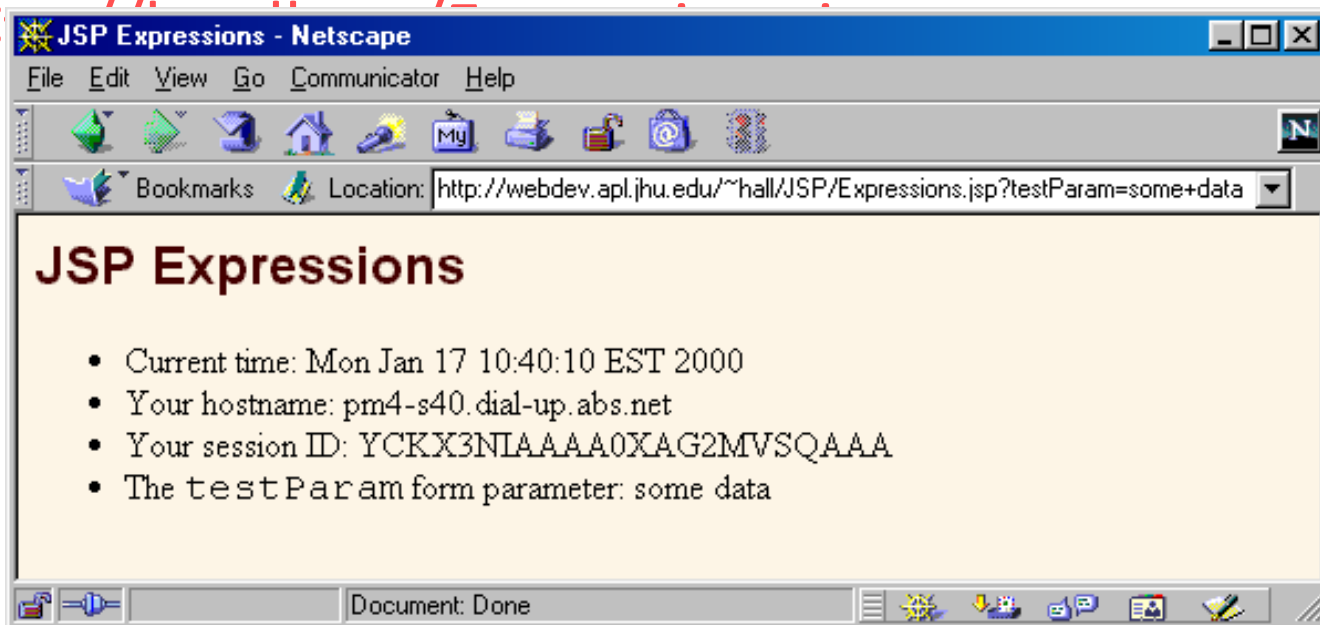 JSP Expressions - Netscape
File Edit View Go Communicator Help
My
N
Bookmarks Location: http://webdev.apl.jhu.edu/~hall/JSP/Expressions.jsp?testParam=some+data
JSP Expressions
• Current time: Mon Jan 17 10:40:10 EST 2000
• Your hostname: pm4-s40.dial-up.abs.net
• Your session ID: YCKX3NIAAAA0XAG2MVSQAAA
• The testParam form parameter: some data
Document: Done